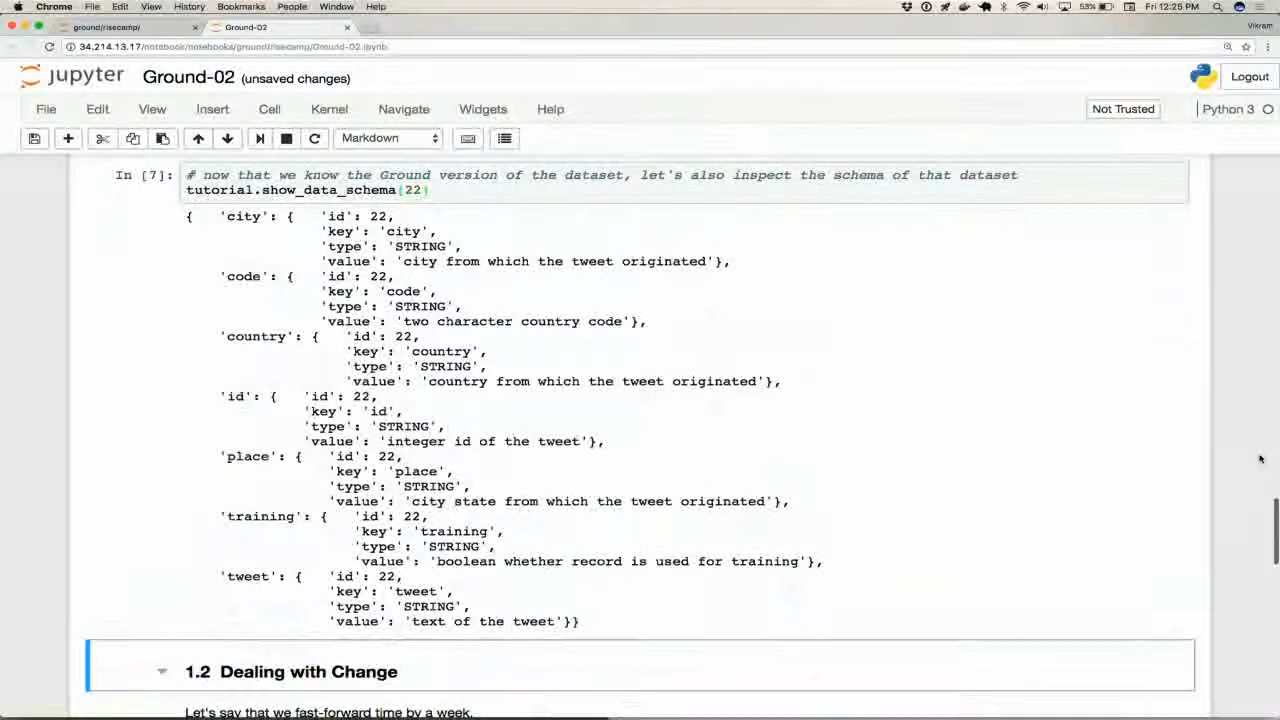 Chrome File Edit View History Bookmarks People Window Help 53% Fri 12:25 PM
ground/risecamp/ Ground-02 Vikram
34.214.13.17/notebook/notebooks/ground/risecamp/Ground-02.ipynb
jupyter Ground-02 (unsaved changes) Logout
File Edit View Insert Cell Kernel Navigate Widgets Help Not Trusted Python 3
Markdown
In [7]: # now that we know the Ground version of the dataset, let's also inspect the schema of that dataset
tutorial.show_data_schema(22)
{ 'city': { 'id': 22,
'key': 'city',
'type': 'STRING',
'value': 'city from which the tweet originated'},
'code': { 'id': 22,
'key': 'code',
'type': 'STRING',
'value': 'two character country code'},
'country': { 'id': 22,
'key': 'country',
'type': 'STRING',
'value': 'country from which the tweet originated'},
'id': { 'id': 22,
'key': 'id',
'type': 'STRING',
'value': 'integer id of the tweet'},
'place': { 'id': 22,
'key': 'place',
'type': 'STRING',
'value': 'city state from which the tweet originated'},
'training': { 'id': 22,
'key': 'training',
'type': 'STRING',
'value': 'boolean whether record is used for training'},
'tweet': { 'id': 22,
'key': 'tweet',
'type': 'STRING',
'value': 'text of the tweet'}}
1.2 Dealing with Change
Let's say that we fast-forward time by a week.